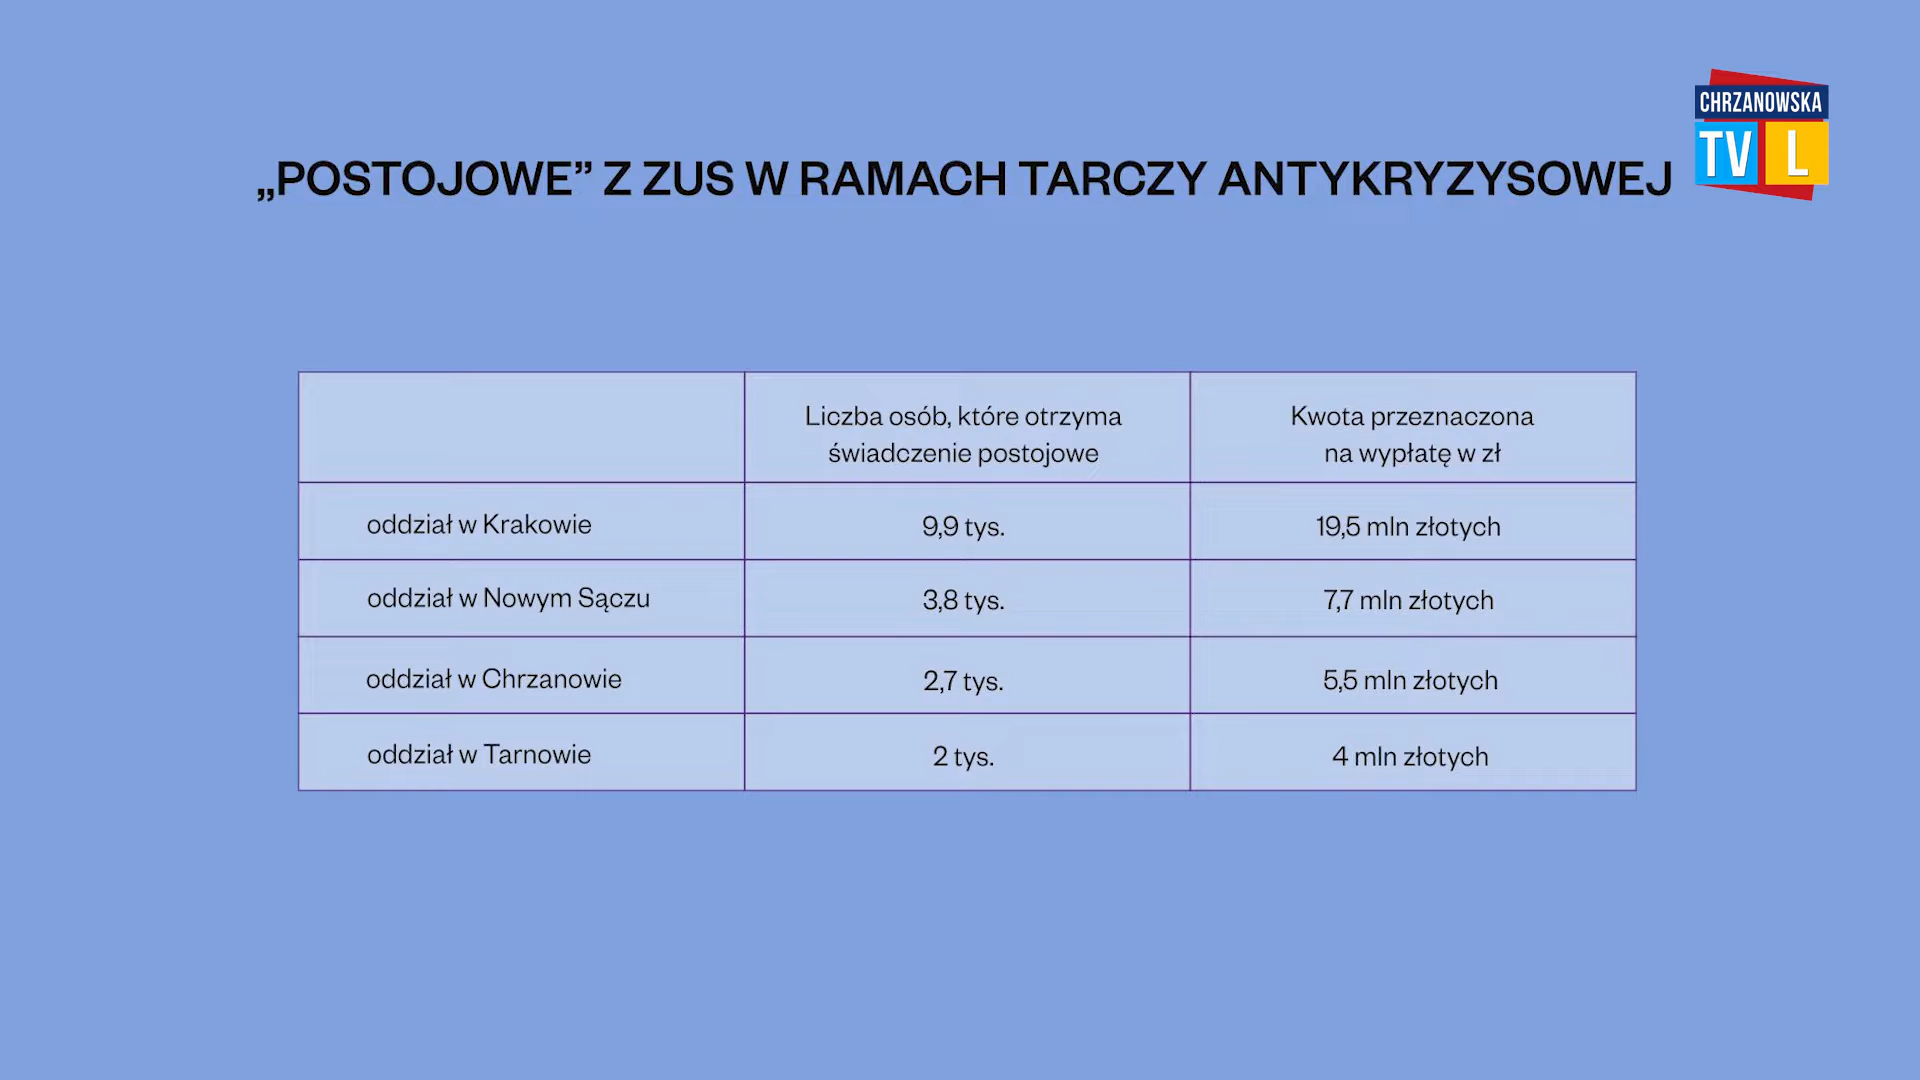 CHRZANOWSKA
TV L
„POSTOJOWE” Z ZUS W RAMACH TARCZY ANTYKRYZYSOWEJ
Liczba osób, które otrzyma
świadczenie postojowe
Kwota przeznaczona
na wypłatę w zł
oddział w Krakowie
9,9 tys.
19,5 mln złotych
oddział w Nowym Sączu
3,8 tys.
7,7 mln złotych
oddział w Chrzanowie
2,7 tys.
5,5 mln złotych
oddział w Tarnowie
2 tys.
4 mln złotych